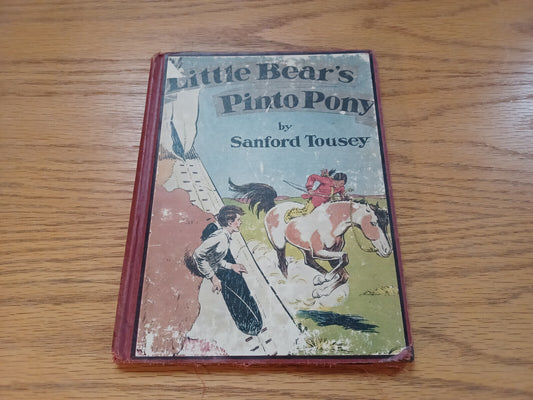 Little Bear's
Pinto Pony
by
Sanford Tousey